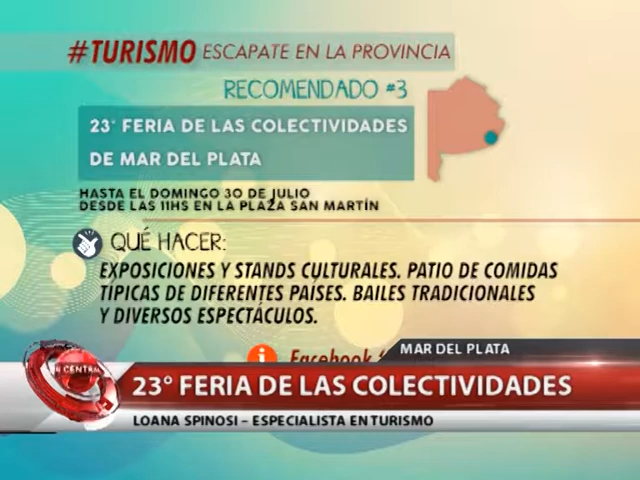 #TURISMO ESCAPATE EN LA PROVINCIA
RECOMENDADO #3
23° FERIA DE LAS COLECTIVIDADES
DE MAR DEL PLATA
HASTA EL DOMINGO 30 DE JULIO
DESDE LAS 11HS EN LA PLAZA SAN MARTÍN
QUÉ HACER:
EXPOSICIONES Y STANDS CULTURALES. PATIO DE COMIDAS
TÍPICAS DE DIFERENTES PAÍSES. BAILES TRADICIONALES
Y DIVERSOS ESPECTÁCULOS.
i Facebook
MAR DEL PLATA
CENTRAL
23° FERIA DE LAS COLECTIVIDADES
LOANA SPINOSI – ESPECIALISTA EN TURISMO